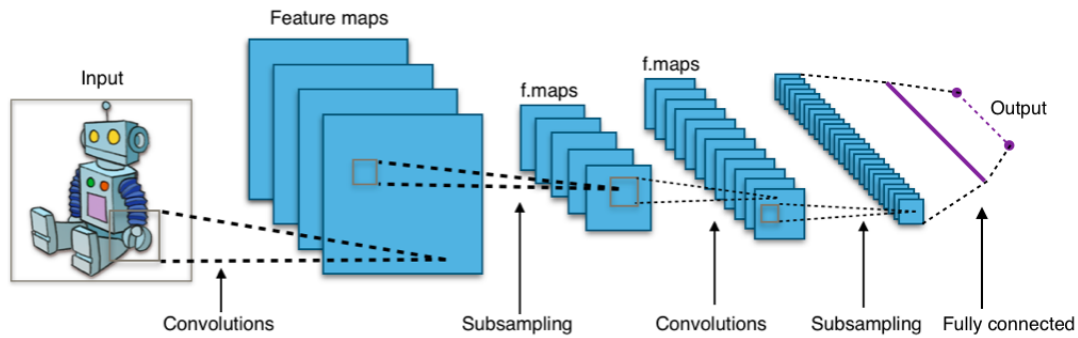 Feature maps
Input
f.maps
f.maps
Output
Convolutions
Subsampling
Convolutions
Subsampling
Fully connected